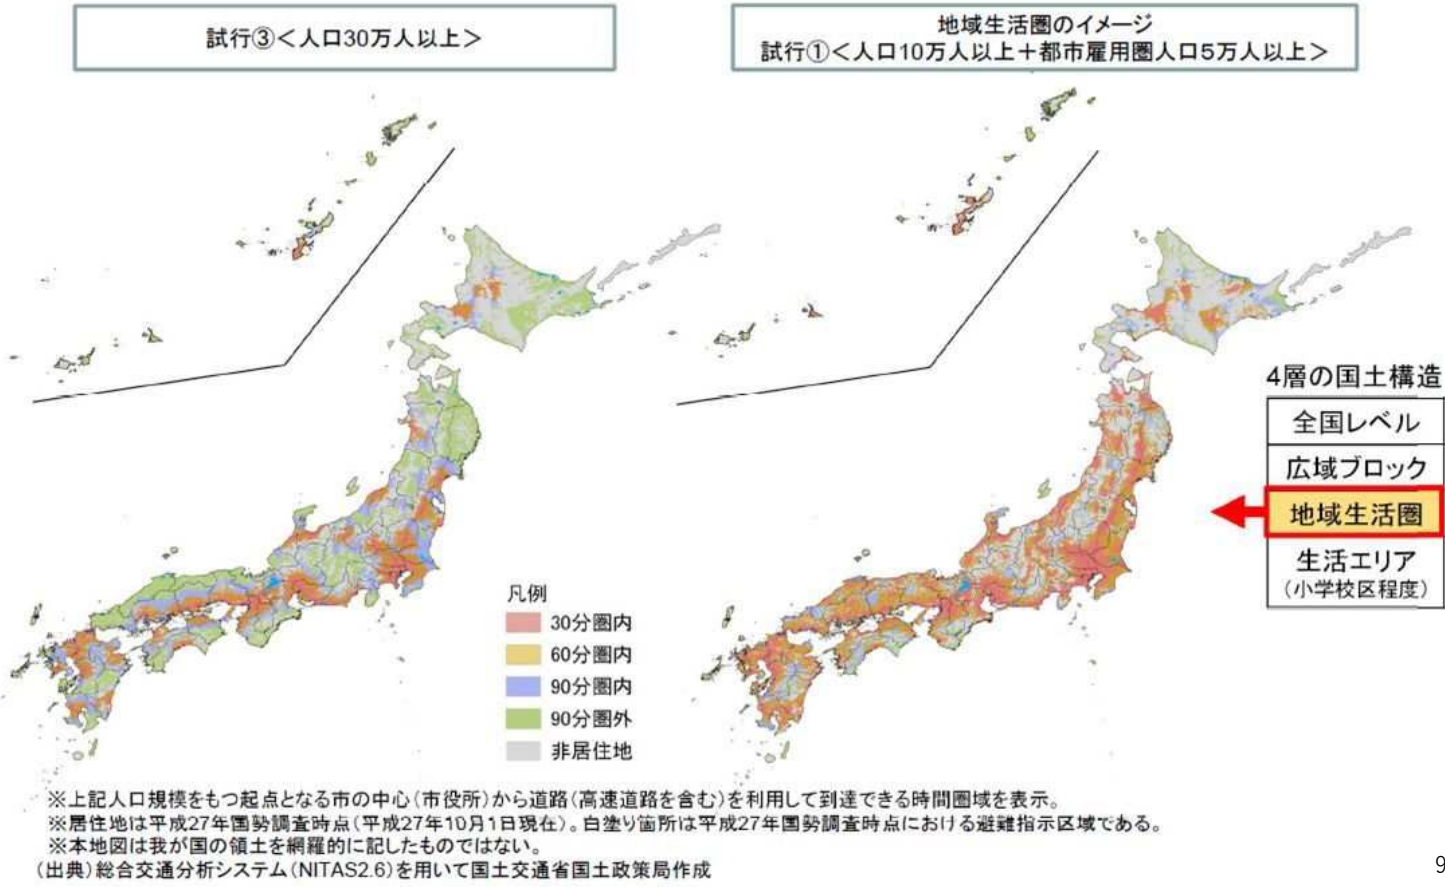 試行③＜人口30万人以上＞
地域生活圏のイメージ
試行①＜人口10万人以上＋都市雇用圏人口5万人以上＞
4層の国土構造
全国レベル
広域ブロック
地域生活圏
生活エリア
（小学校区程度）
凡例
30分圏内
60分圏内
90分圏内
90分圏外
非居住地
※上記人口規模をもつ起点となる市の中心（市役所）から道路（高速道路を含む）を利用して到達できる時間圏域を表示。
※居住地は平成27年国勢調査時点（平成27年10月1日現在）。白塗り箇所は平成27年国勢調査時点における避難指示区域である。
※本地図は我が国の領土を網羅的に記したものではない。
（出典）総合交通分析システム（NITAS2.6）を用いて国土交通省国土政策局作成
9